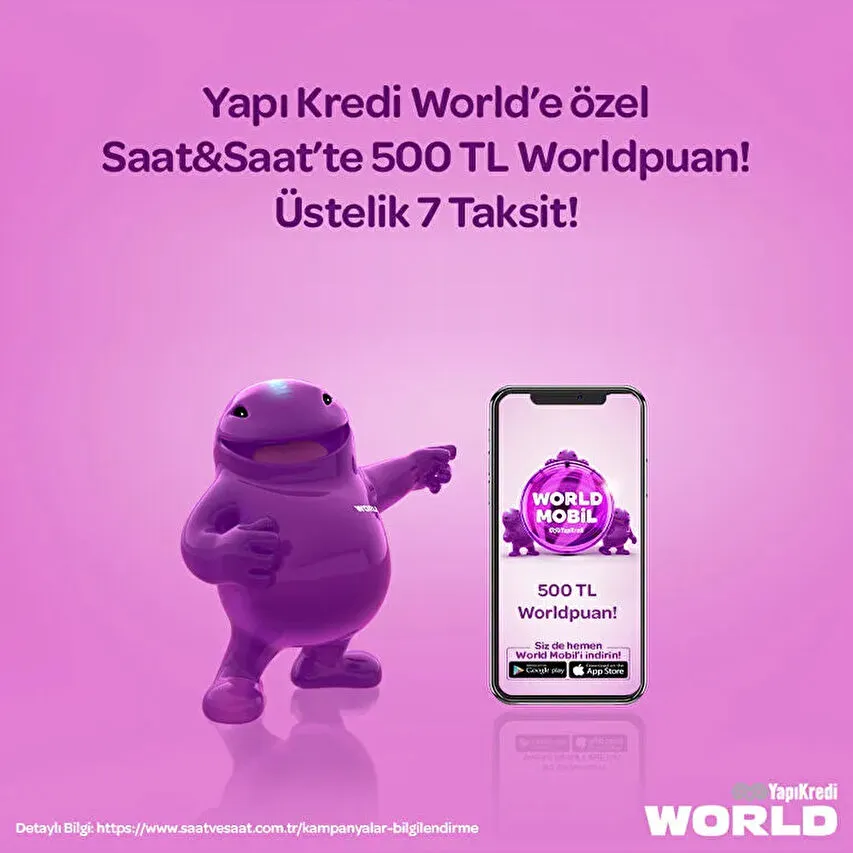 Yapı Kredi World’e özel
Saat&Saat’te 500 TL Worldpuan!
Üstelik 7 Taksit!
WORLD
WORLD
MOBİL
YapıKredi
500 TL
Worldpuan!
Siz de hemen
World Mobil'i indirin!
Google play
App Store
YapıKredi
WORLD
Detaylı Bilgi: https://www.saatvesaat.com.tr/kampanyalar-bilgilendirme